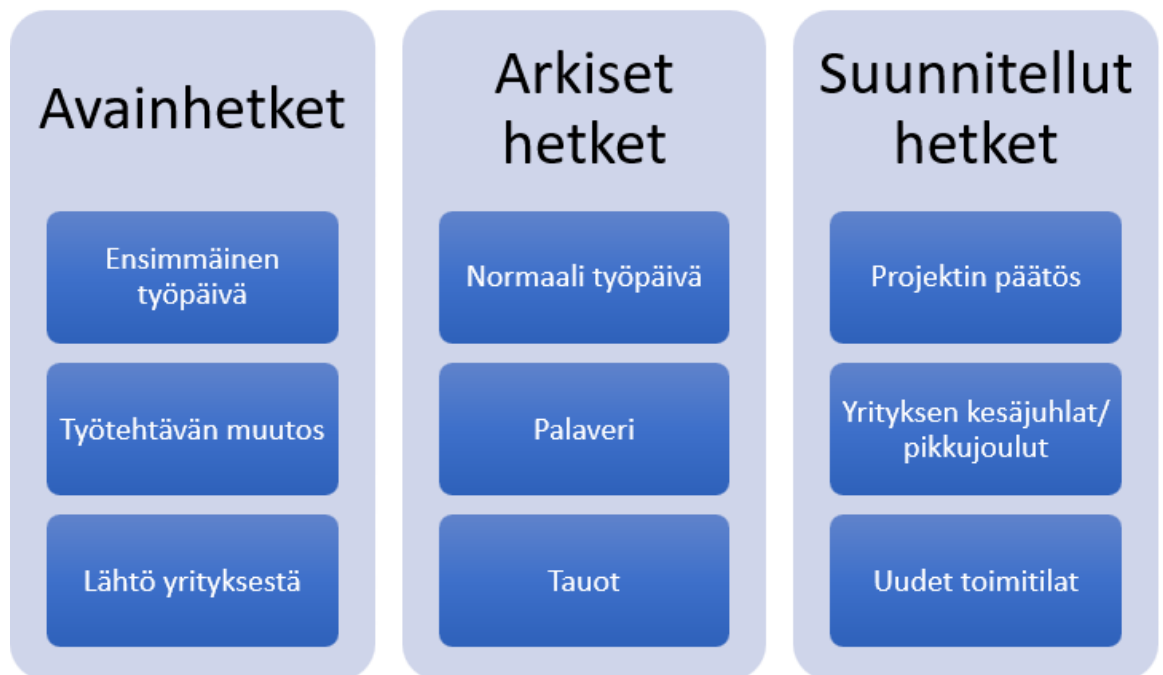 Avainhetket
Ensimmäinen
työpäivä
Työtehtävän muutos
Lähtö yrityksestä
Arkiset
hetket
Normaali työpäivä
Palaveri
Tauot
Suunnitellut
hetket
Projektin päätös
Yrityksen kesäjuhlat/
pikkujoulut
Uudet toimitilat